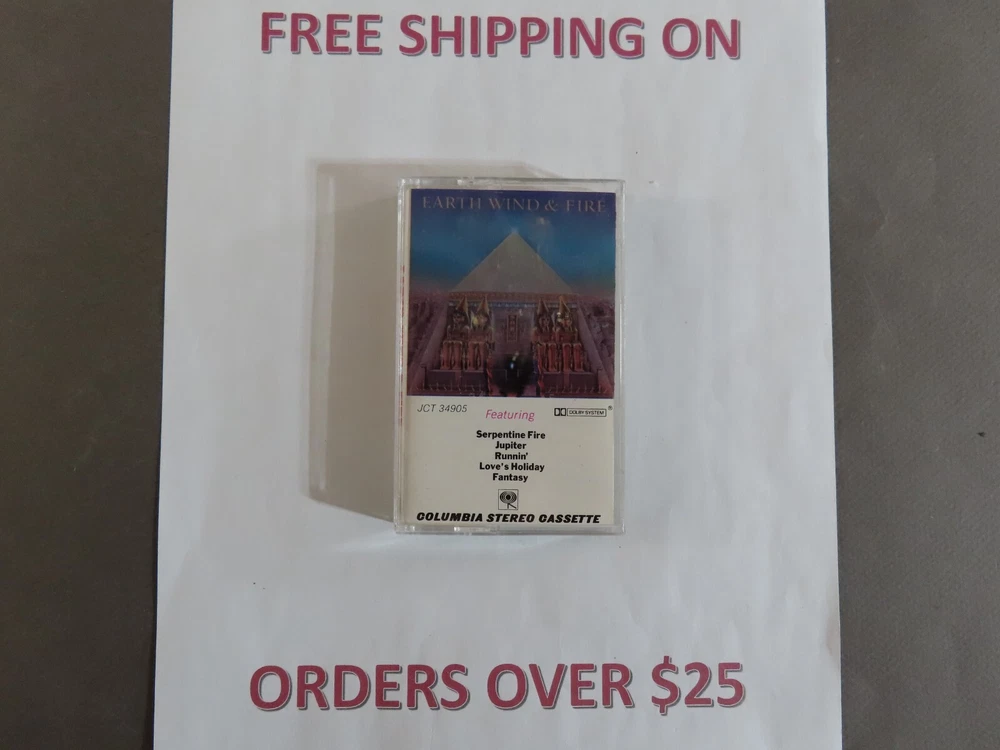 FREE SHIPPING ON
EARTH WIND & FIRE
JCT 34905
Featuring
DOLBY SYSTEM ®
Serpentine Fire
Jupiter
Runnin'
Love's Holiday
Fantasy
COLUMBIA STEREO CASSETTE
ORDERS OVER $25